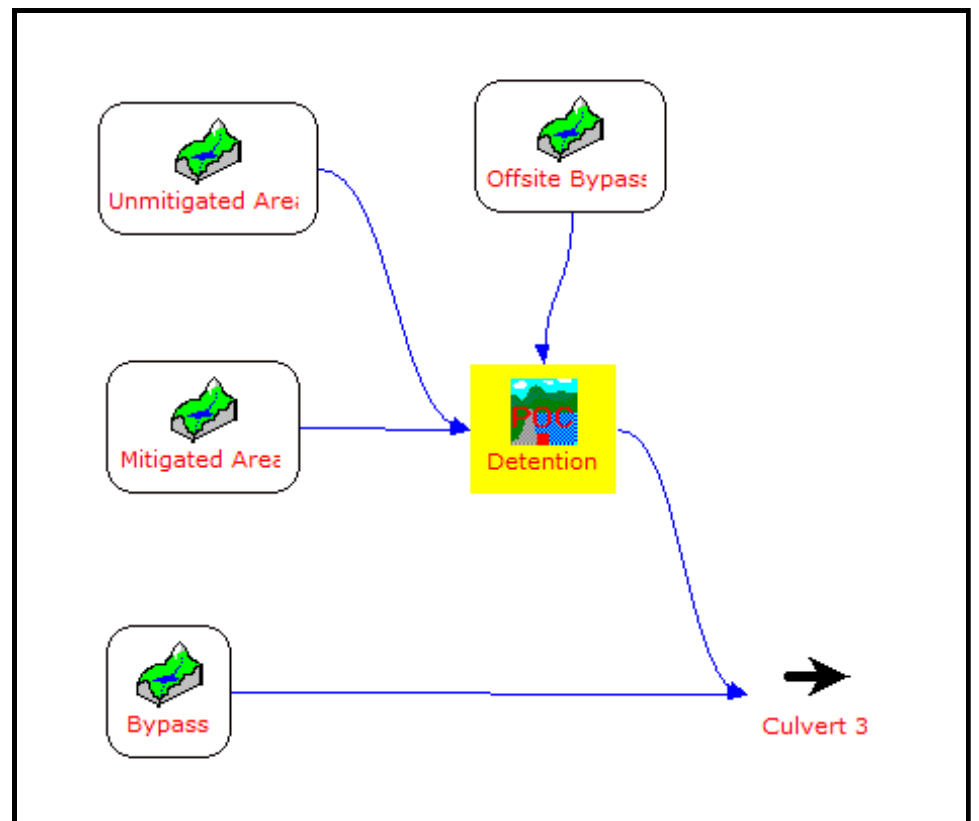 Offsite Bypass
Unmitigated Area
POC
Detention
Mitigated Area
Bypass
Culvert 3